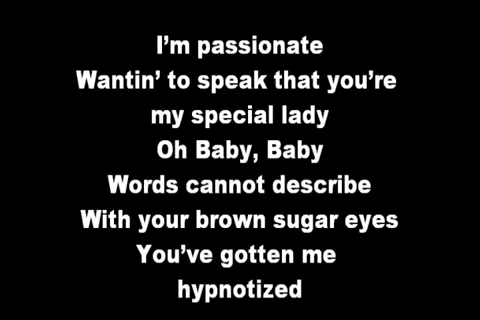 I’m passionate
Wantin’ to speak that you’re
my special lady
Oh Baby, Baby
Words cannot describe
With your brown sugar eyes
You’ve gotten me
hypnotized